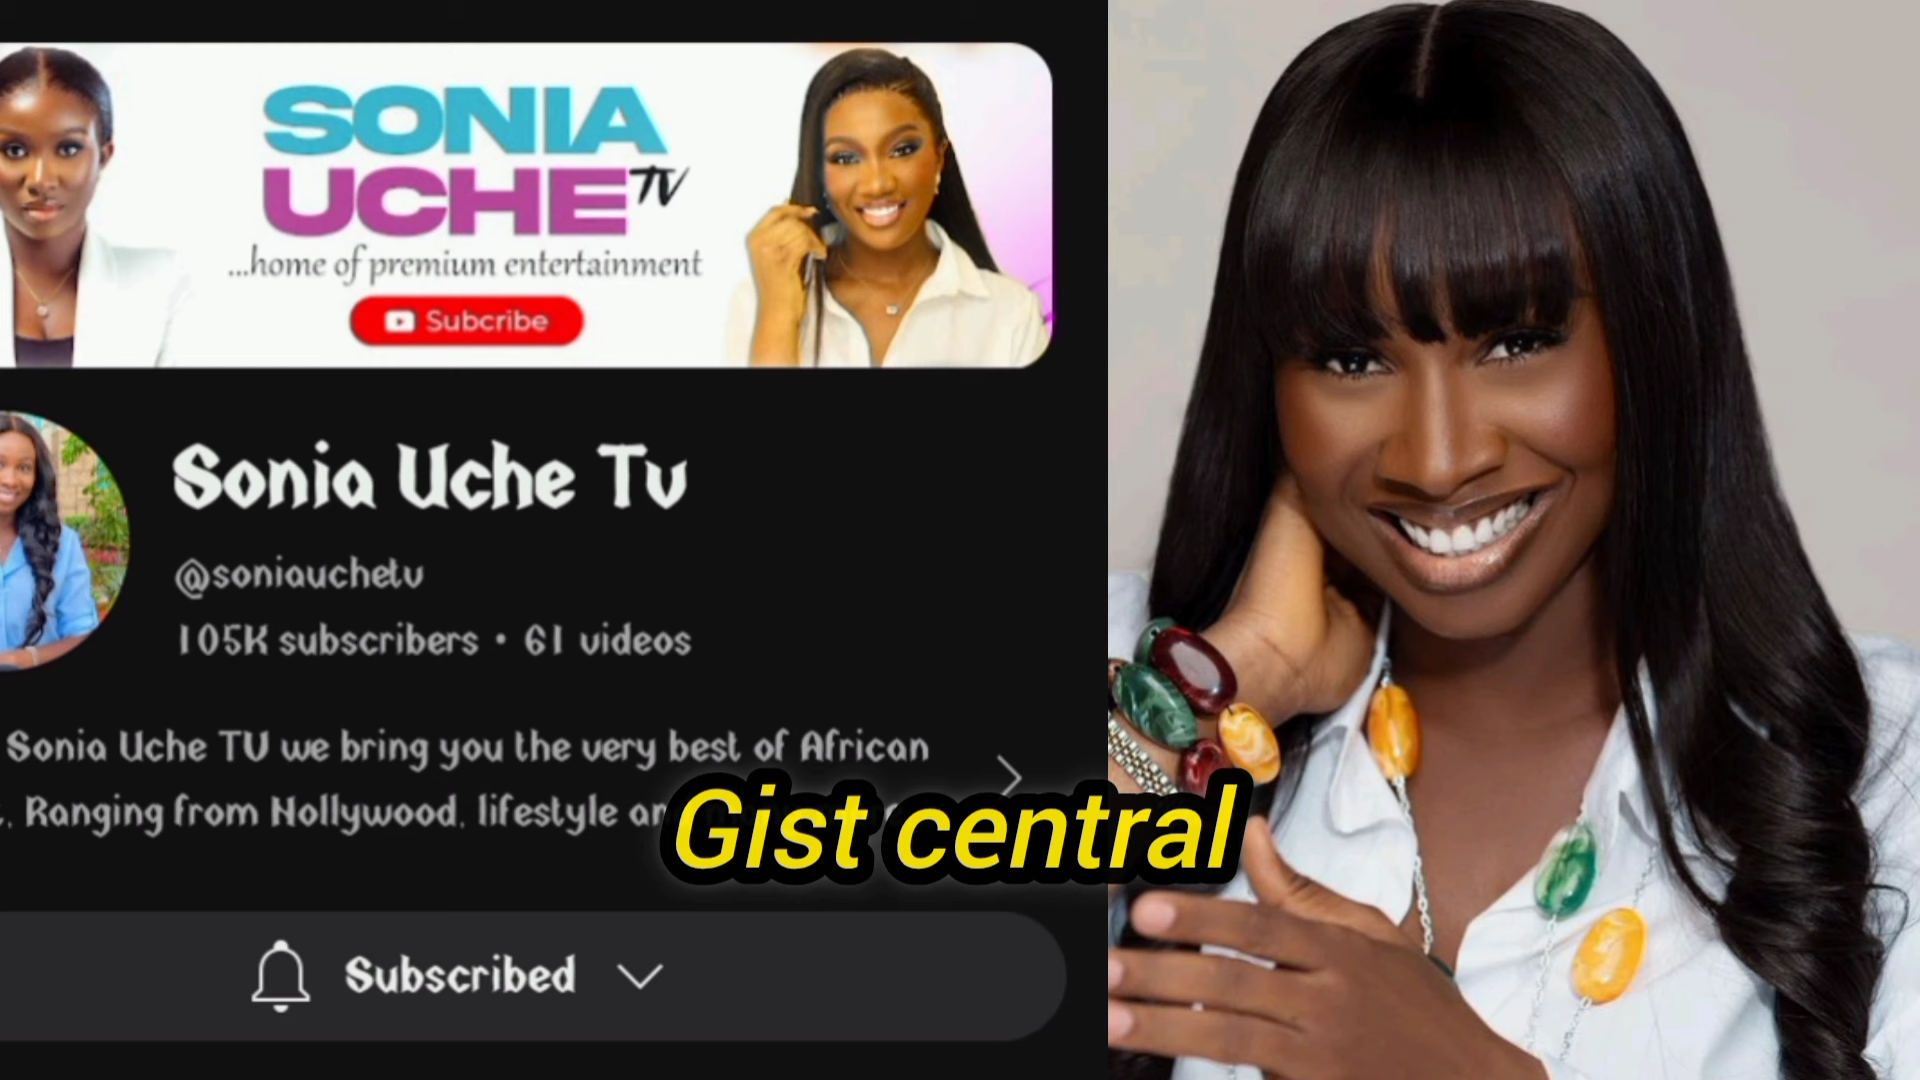 SONIA
UCHE TV
...home of premium entertainment
Subcribe
Sonia Uche Tv
@soniauchetv
105K subscribers • 61 videos
Sonia Uche TV we bring you the very best of African
. Ranging from Nollywood, lifestyle
Gist central
Subscribed